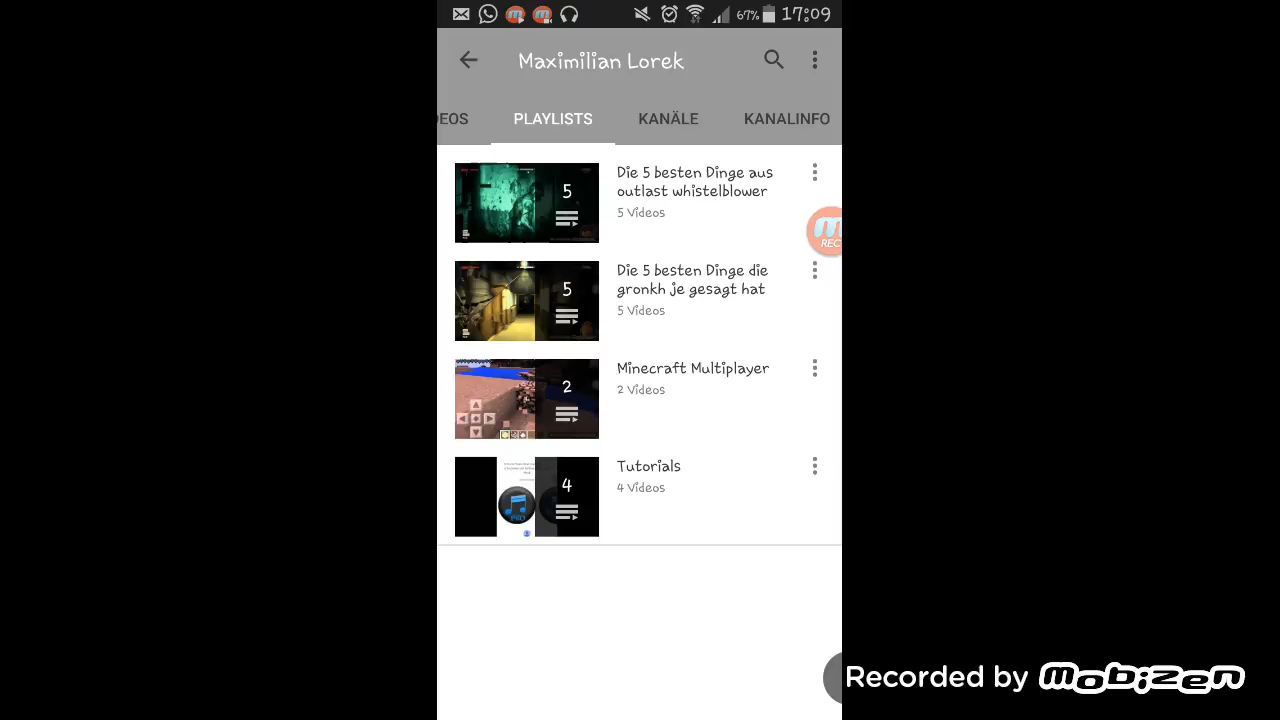 67% 17:09
Maximilian Lorek
DEOS PLAYLISTS KANÄLE KANALINFO
5
Die 5 besten Dinge aus
outlast whistelblower
5 Videos
REC
5
Die 5 besten Dinge die
gronkh je gesagt hat
5 Videos
2
Minecraft Multiplayer
2 Videos
4
Tutorials
4 Videos
PRO
Recorded by mobizen